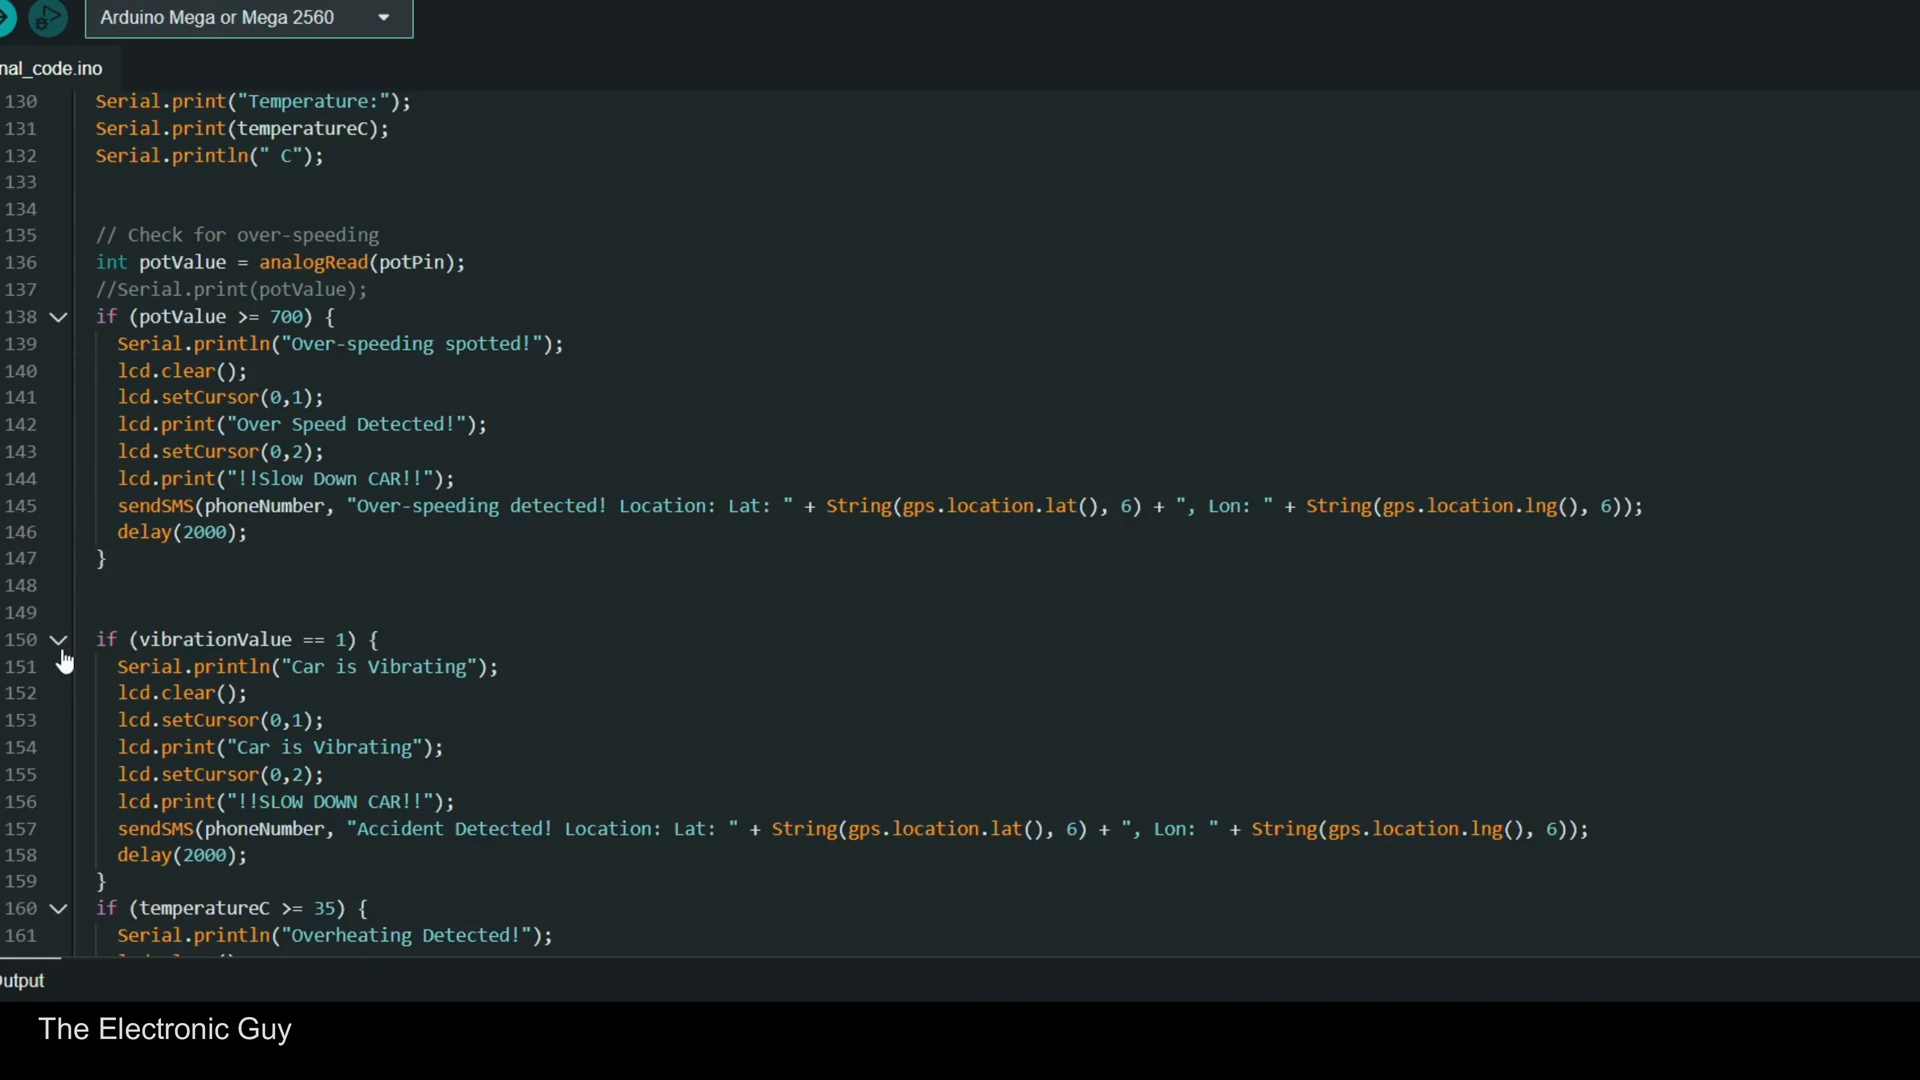 Arduino Mega or Mega 2560
nal_code.ino
130 Serial.print("Temperature:");
131 Serial.print(temperatureC);
132 Serial.println(" C");
133
134
135 // Check for over-speeding
136 int potValue = analogRead(potPin);
137 //Serial.print(potValue);
138 if (potValue >= 700) {
139 Serial.println("Over-speeding spotted!");
140 lcd.clear();
141 lcd.setCursor(0,1);
142 lcd.print("Over Speed Detected!");
143 lcd.setCursor(0,2);
144 lcd.print("!!Slow Down CAR!!");
145 sendSMS(phoneNumber, "Over-speeding detected! Location: Lat: " + String(gps.location.lat(), 6) + ", Lon: " + String(gps.location.lng(), 6));
146 delay(2000);
147 }
148
149
150 if (vibrationValue == 1) {
151 Serial.println("Car is Vibrating");
152 lcd.clear();
153 lcd.setCursor(0,1);
154 lcd.print("Car is Vibrating");
155 lcd.setCursor(0,2);
156 lcd.print("!!SLOW DOWN CAR!!");
157 sendSMS(phoneNumber, "Accident Detected! Location: Lat: " + String(gps.location.lat(), 6) + ", Lon: " + String(gps.location.lng(), 6));
158 delay(2000);
159 }
160 if (temperatureC >= 35) {
161 Serial.println("Overheating Detected!");
Output
The Electronic Guy